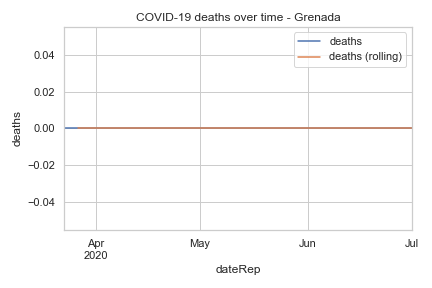 COVID-19 deaths over time - Grenada
deaths
deaths (rolling)
0.04
0.02
0.00
−0.02
−0.04
deaths
Apr
2020
May
Jun
Jul
dateRep